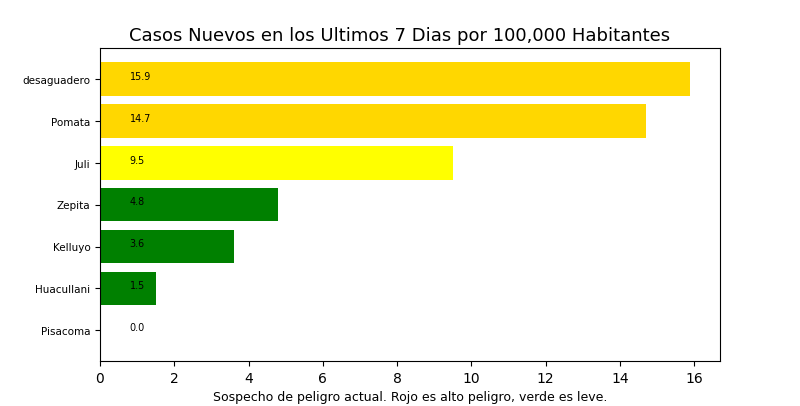 Casos Nuevos en los Ultimos 7 Dias por 100,000 Habitantes
desaguadero 15.9
Pomata 14.7
Juli 9.5
Zepita 4.8
Kelluyo 3.6
Huacullani 1.5
Pisacoma 0.0
0 2 4 6 8 10 12 14 16
Sospecho de peligro actual. Rojo es alto peligro, verde es leve.